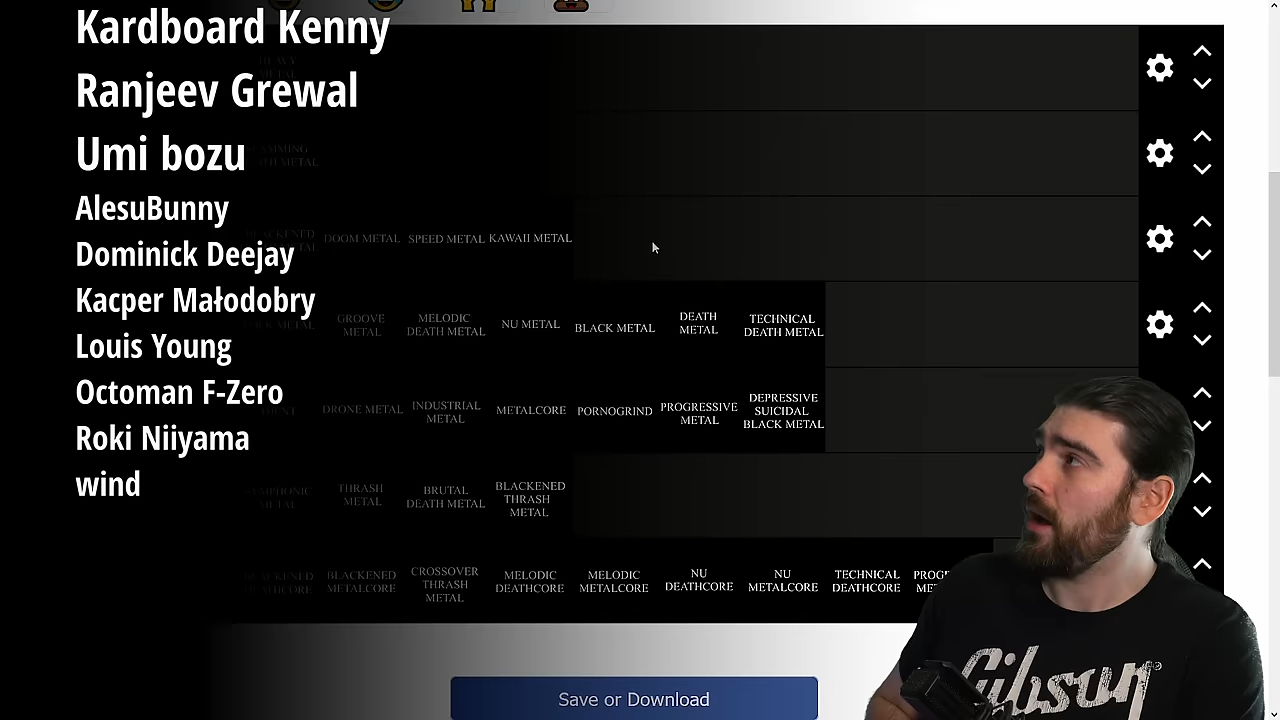 Kardboard Kenny
HEAVY
METAL
Ranjeev Grewal
Umi bozu
AlesuBunny
DOOM METAL
SPEED METAL
KAWAII METAL
Dominick Deejay
Kacper Małodobry
GROOVE
METAL
MELODIC
DEATH METAL
NU METAL
BLACK METAL
DEATH
METAL
TECHNICAL
DEATH METAL
Louis Young
Octoman F-Zero
DRONE METAL
INDUSTRIAL
METAL
METALCORE
PORNOGRIND
PROGRESSIVE
METAL
DEPRESSIVE
SUICIDAL
BLACK METAL
Roki Niiyama
wind
THRASH
METAL
BRUTAL
DEATH METAL
BLACKENED
THRASH
METAL
BLACKENED
METALCORE
CROSSOVER
THRASH
METAL
MELODIC
DEATHCORE
MELODIC
METALCORE
NU
DEATHCORE
NU
METALCORE
TECHNICAL
DEATHCORE
Gibson
Save or Download